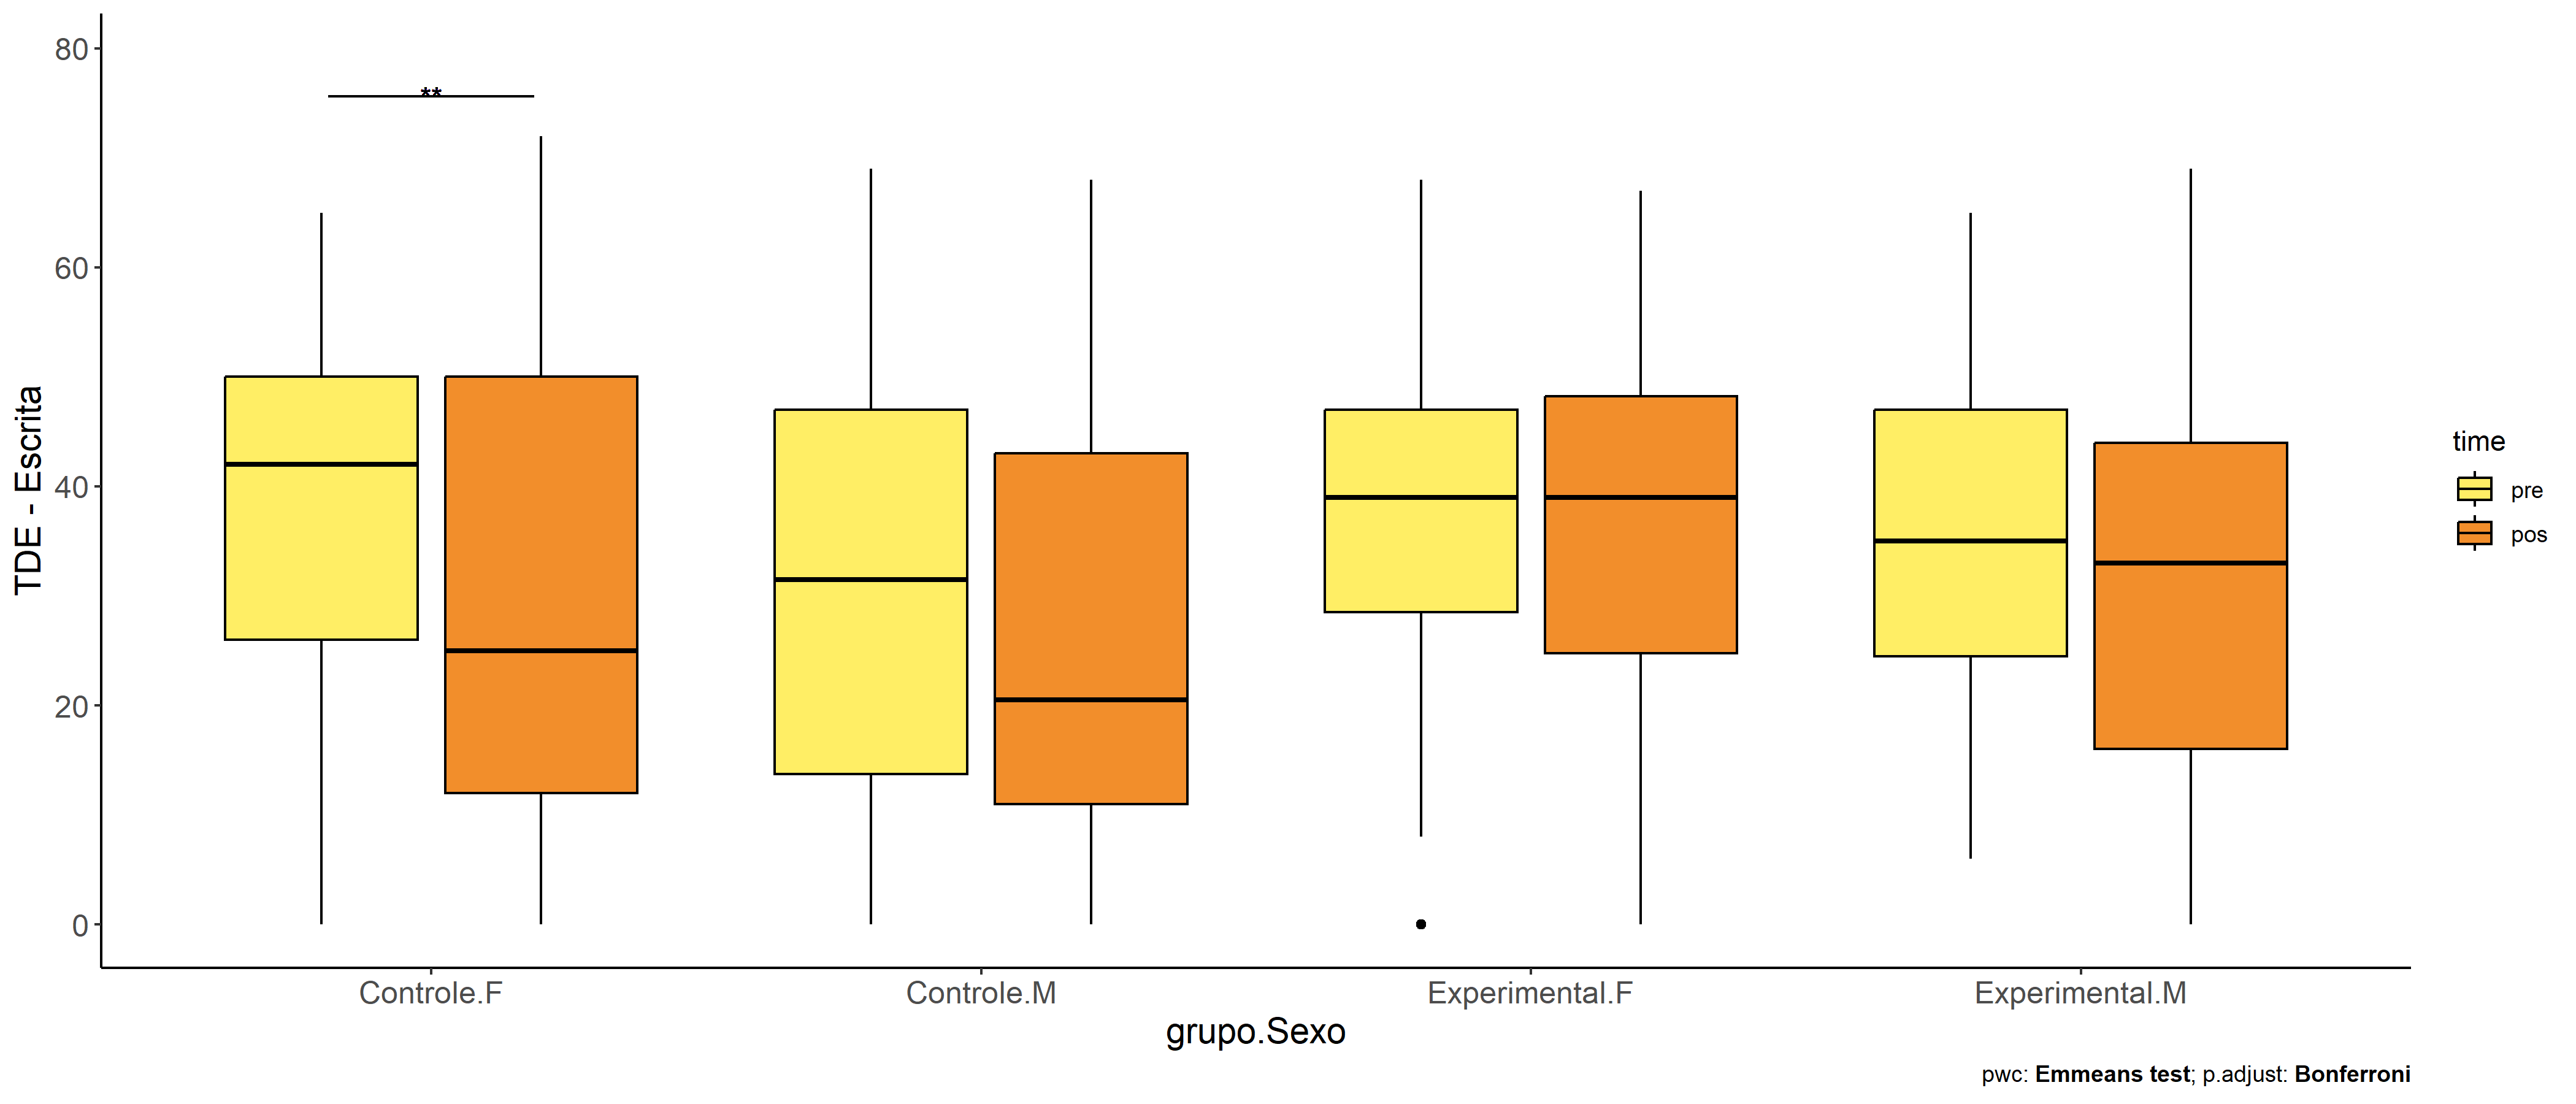 80
**
60
40
20
0
TDE - Escrita
Controle.F
Controle.M
Experimental.F
Experimental.M
grupo.Sexo
time
pre
pos
pwc: Emmeans test; p.adjust: Bonferroni